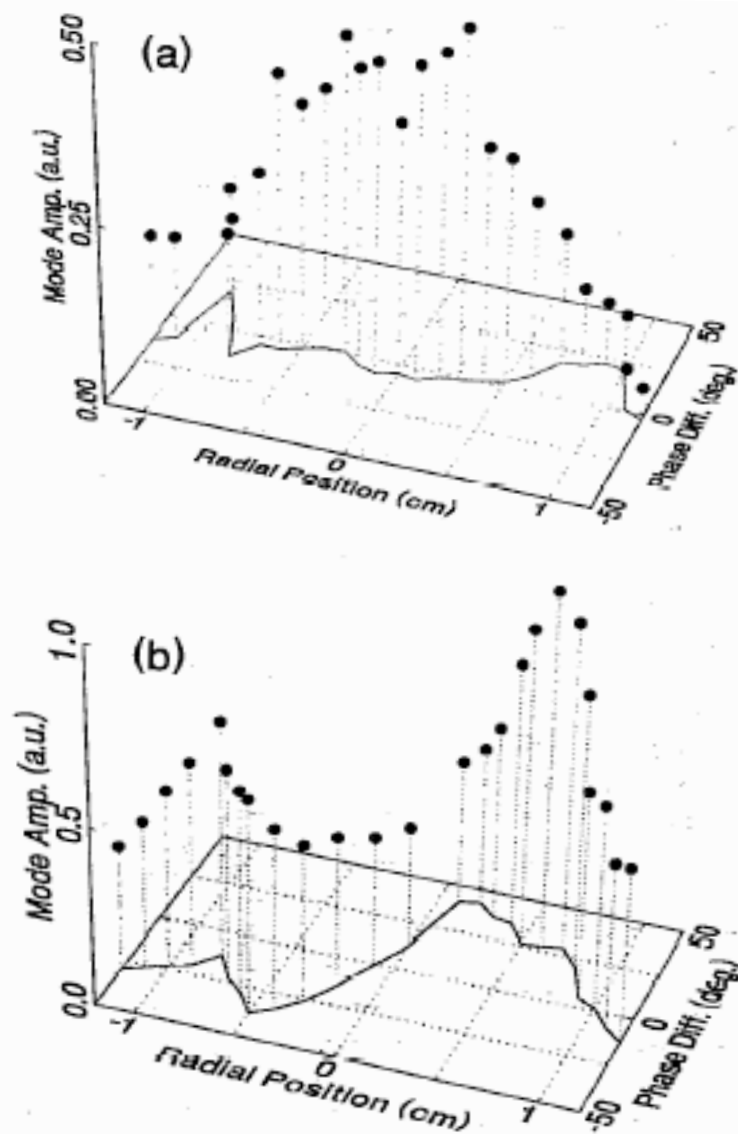 (a)
0.50
0.25
0.00
Mode Amp. (a.u.)
-1
0
1
Radial Position (cm)
-50
0
50
Phase Diff. (deg.)
(b)
1.0
0.5
0.0
Mode Amp. (a.u.)
-1
0
1
Radial Position (cm)
-50
0
50
Phase Diff. (deg.)